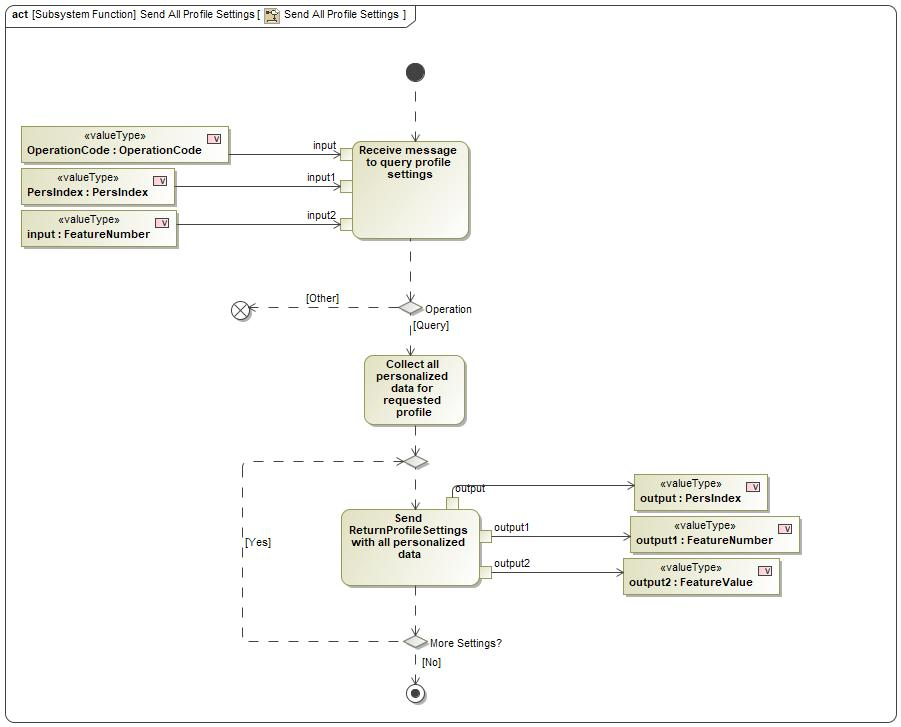 act [Subsystem Function] Send All Profile Settings [ Send All Profile Settings ]
«valueType»
V
OperationCode : OperationCode
input
«valueType»
V
PersIndex : PersIndex
input1
«valueType»
V
input : FeatureNumber
input2
Receive message
to query profile
settings
[Other]
Operation
[Query]
Collect all
personalized
data for
requested
profile
output
«valueType»
V
output : PersIndex
Send
ReturnProfileSettings
with all personalized
data
output1
«valueType»
V
output1 : FeatureNumber
[Yes]
output2
«valueType»
V
output2 : FeatureValue
More Settings?
[No]